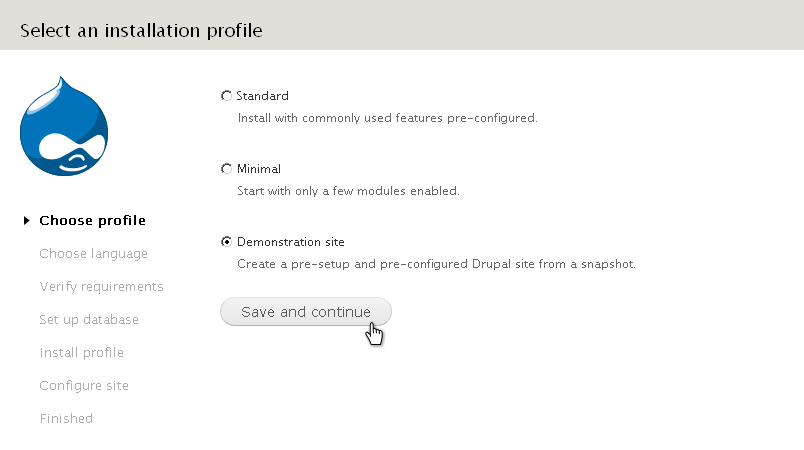 Select an installation profile
Standard
Install with commonly used features pre-configured.
Minimal
Start with only a few modules enabled.
Demonstration site
Create a pre-setup and pre-configured Drupal site from a snapshot.
Save and continue
Choose profile
Choose language
Verify requirements
Set up database
Install profile
Configure site
Finished